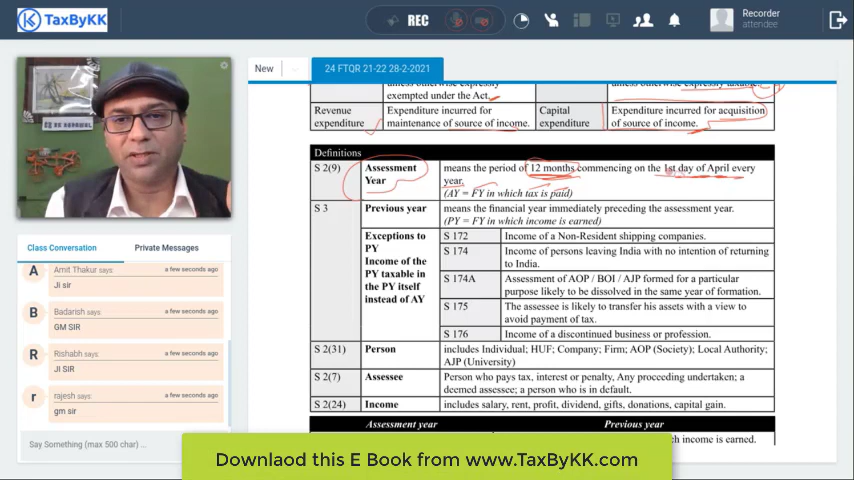 TaxByKK
REC
Recorder
attendee
New
24 FTQR 21-22 28-2-2021
unless otherwise expressly
exempted under the Act.
unless otherwise expressly taxable.
Revenue expenditure
Expenditure incurred for maintenance of source of income.
Capital expenditure
Expenditure incurred for acquisition of source of income.
Definitions
S 2(9)
Assessment Year
means the period of 12 months commencing on the 1st day of April every
year.
(AY = FY in which tax is paid)
S 3
Previous year
means the financial year immediately preceding the assessment year.
(PY = FY in which income is earned)
Exceptions to
PY
Income of the
PY taxable in
the PY itself
instead of AY
S 172
Income of a Non-Resident shipping companies.
S 174
Income of persons leaving India with no intention of returning
to India.
S 174A
Assessment of AOP / BOI / AJP formed for a particular
purpose likely to be dissolved in the same year of formation.
S 175
The assessee is likely to transfer his assets with a view to
avoid payment of tax.
S 176
Income of a discontinued business or profession.
S 2(31)
Person
includes Individual; HUF; Company; Firm; AOP (Society); Local Authority;
AJP (University)
S 2(7)
Assessee
Person who pays tax, interest or penalty, Any proceeding undertaken; a
deemed assessee; a person who is in default.
S 2(24)
Income
includes salary, rent, profit, dividend, gifts, donations, capital gain.
Assessment year
Previous year
ch income is earned.
Class Conversation
Private Messages
A
Amit Thakur says:
a few seconds ago
Ji sir
B
Badarish says:
a few seconds ago
GM SIR
R
Rishabh says:
a few seconds ago
JI SIR
r
rajesh says:
a few seconds ago
gm sir
Say Something (max 500 char) ...
Downlaod this E Book from www.TaxByKK.com